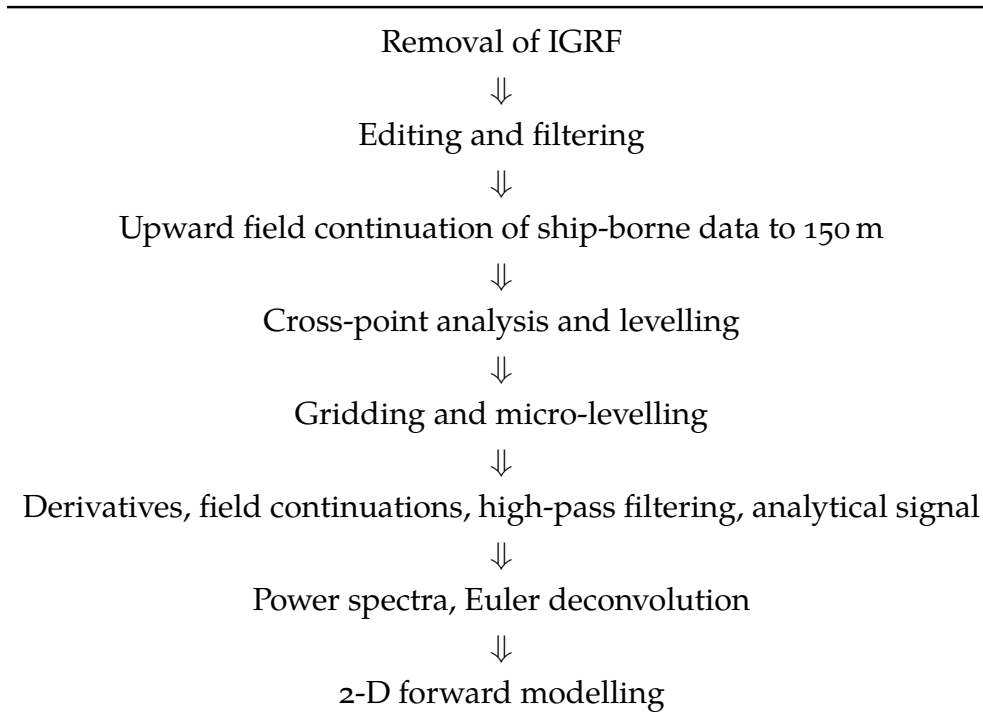 Removal of IGRF
⇓
Editing and filtering
⇓
Upward field continuation of ship-borne data to 150 m
⇓
Cross-point analysis and levelling
⇓
Gridding and micro-levelling
⇓
Derivatives, field continuations, high-pass filtering, analytical signal
⇓
Power spectra, Euler deconvolution
⇓
2-D forward modelling